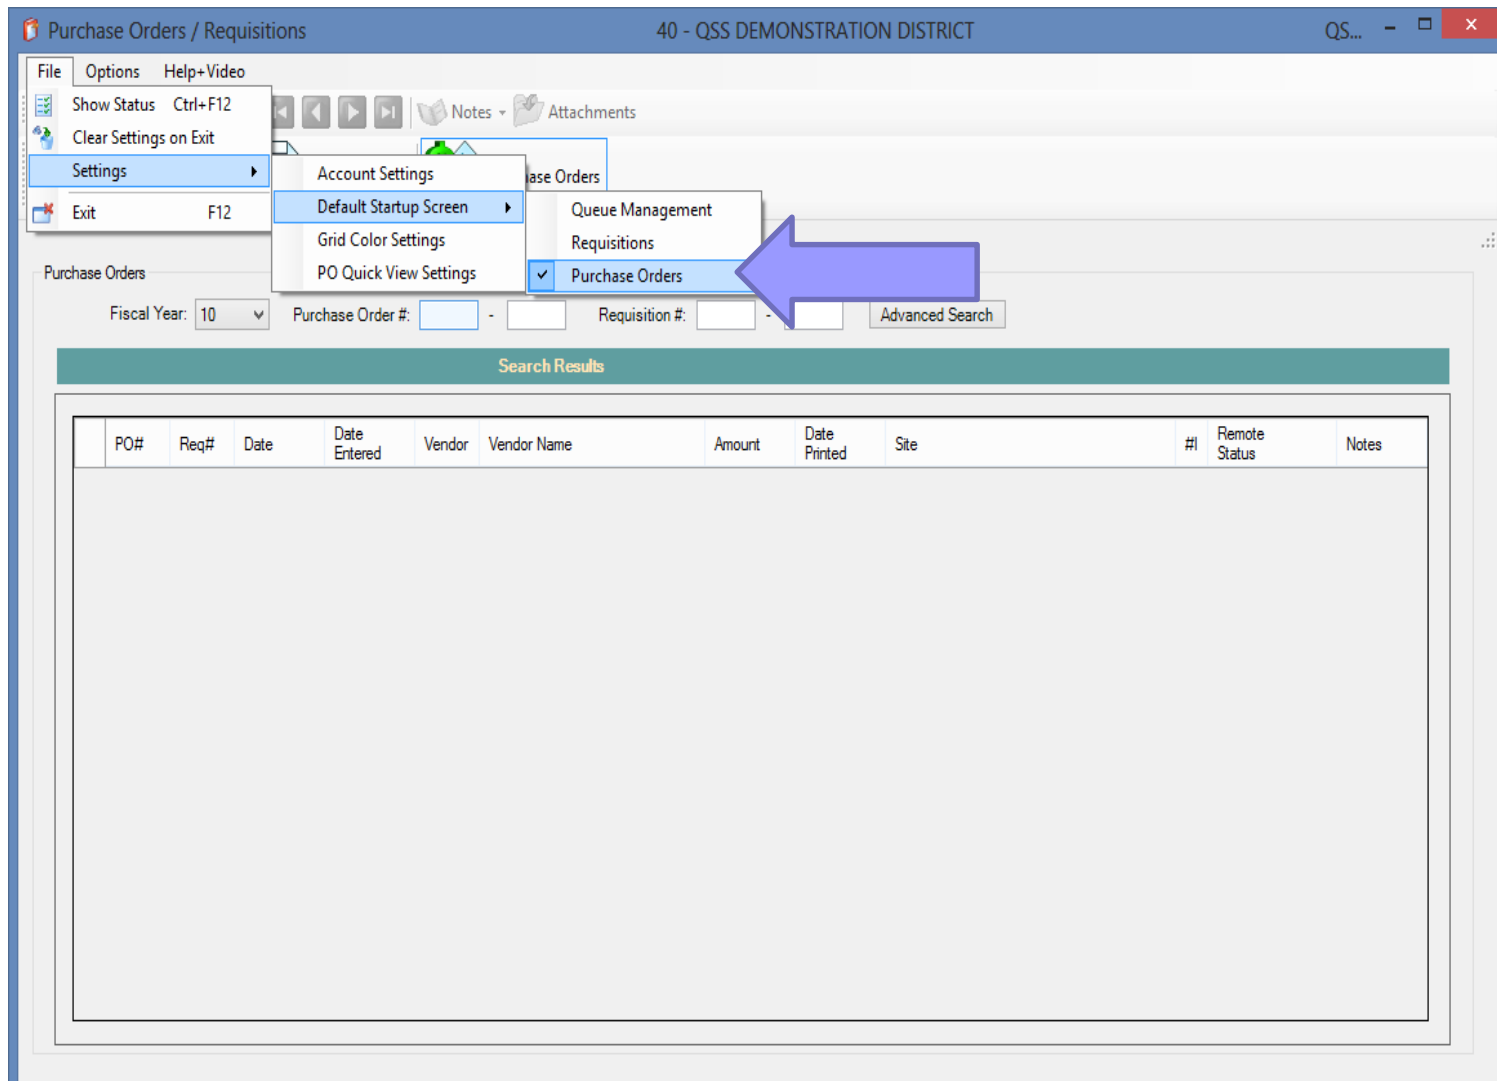 Purchase Orders / Requisitions 40 - QSS DEMONSTRATION DISTRICT QS...
File Options Help+Video
Show Status Ctrl+F12
Notes
Attachments
Clear Settings on Exit
Settings
Exit F12
Account Settings
Default Startup Screen
Grid Color Settings
PO Quick View Settings
Orders
Queue Management
Requisitions
Purchase Orders
Purchase Orders
Fiscal Year: 10 Purchase Order #: - Requisition #: - Advanced Search
Search Results
PO# Req# Date Date Entered Vendor Vendor Name Amount Date Printed Site #I Remote Status Notes